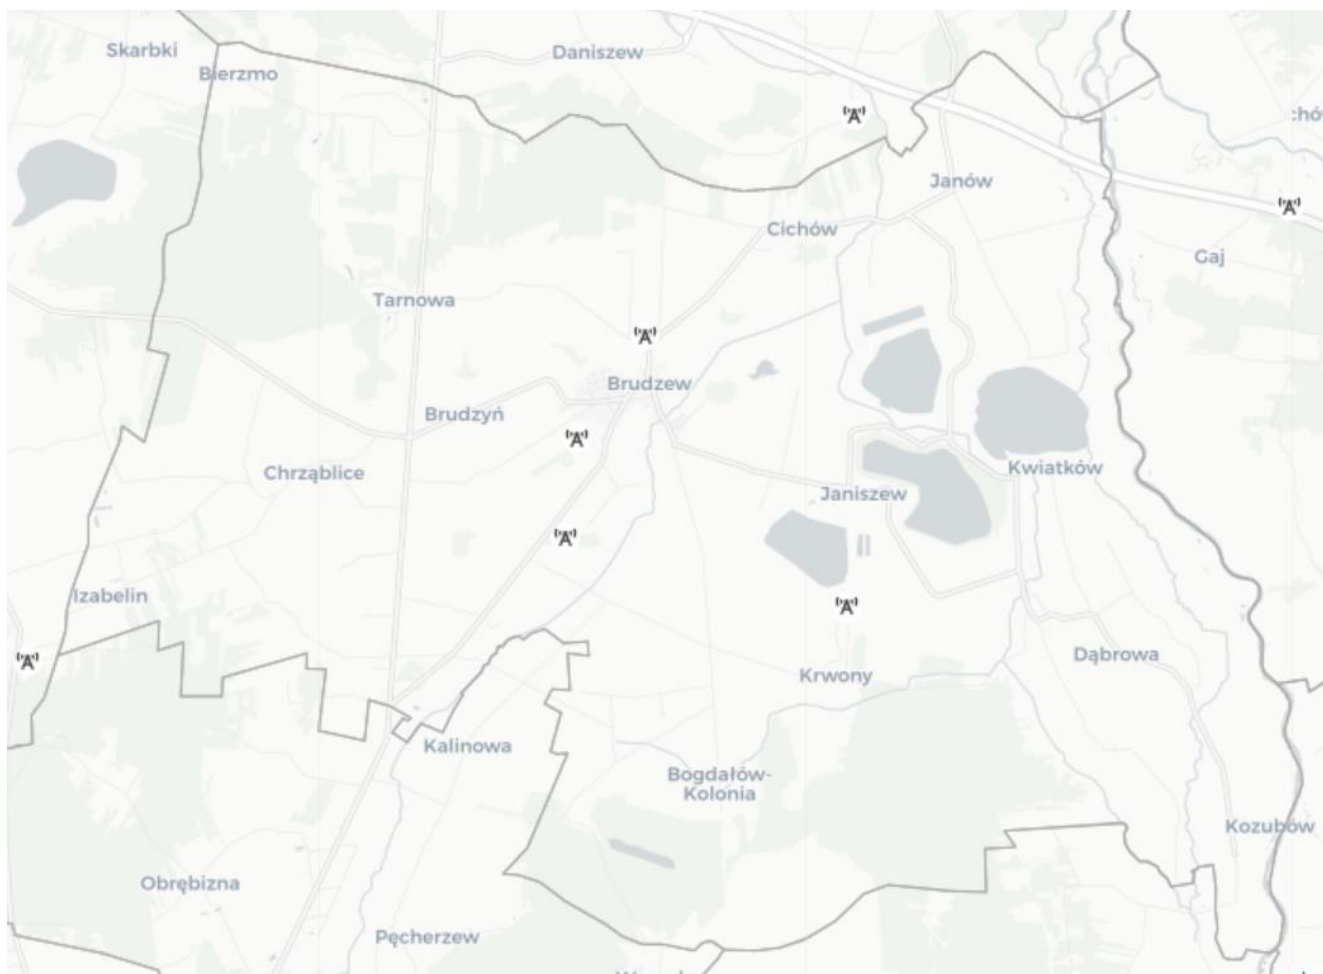 Skarbki
Daniszew
Bierzmo
Janów
Cichów
Gaj
Tarnowa
Brudzew
Brudzyń
Chrząblice
Kwiatków
Janiszew
Izabelin
Dąbrowa
Krwony
Kalinowa
Bogdałów-
Kolonia
Kozubów
Obrębizna
Pęcherzew